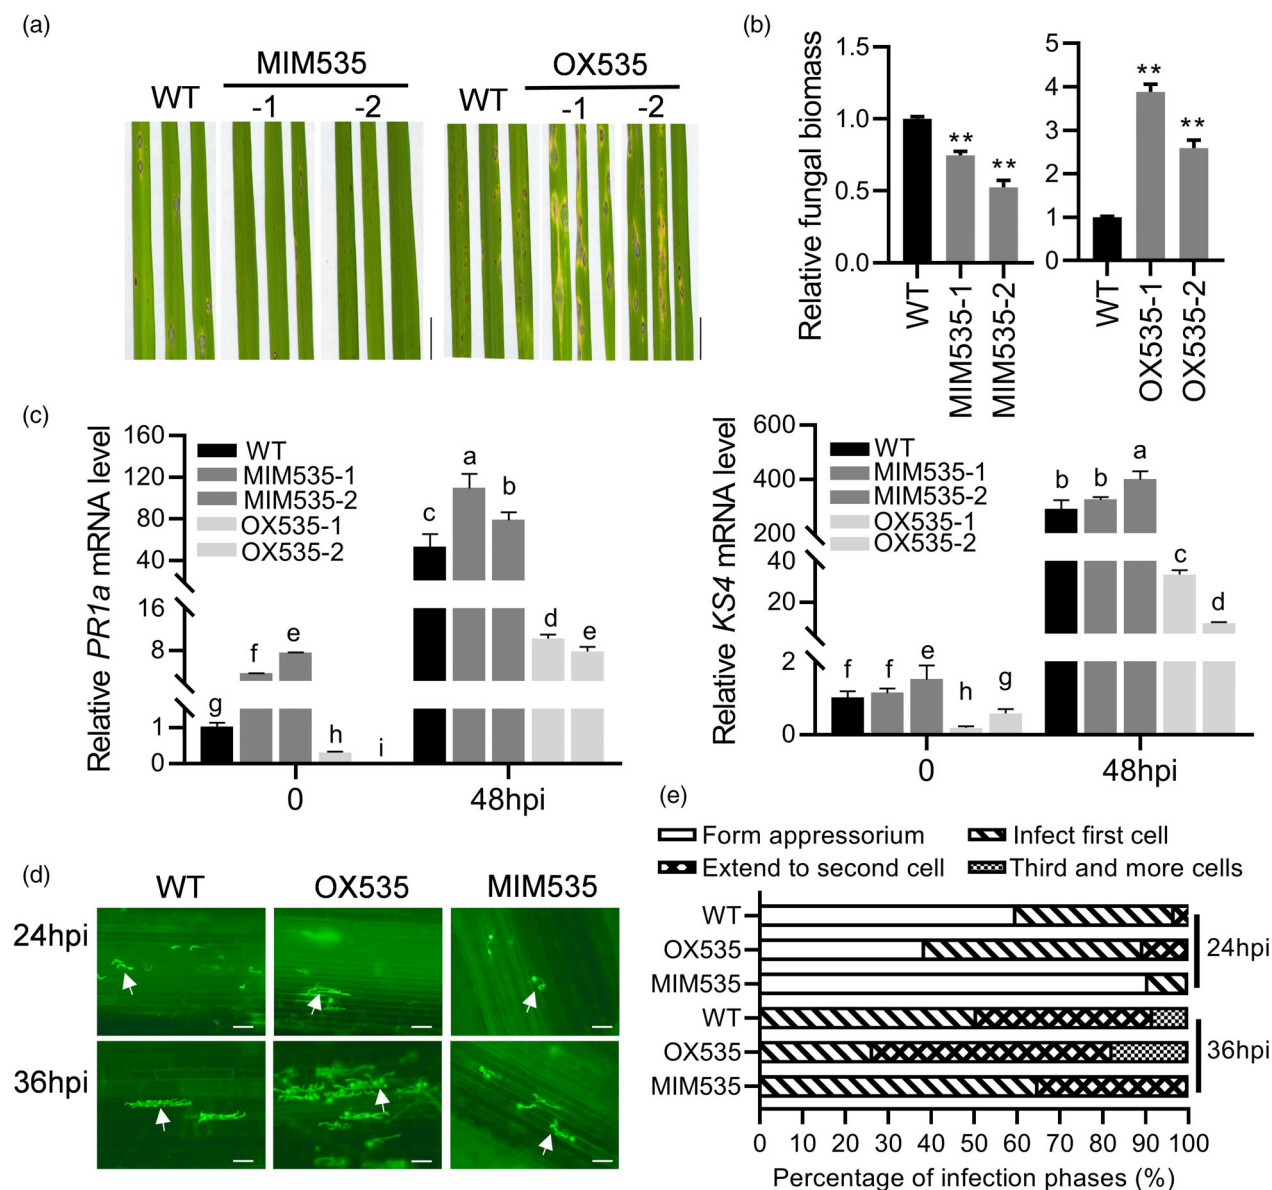 (a)
MIM535
OX535
WT
-1
-2
WT
-1
-2
(b)
Relative fungal biomass
1.5
1.0
0.5
0.0
**
**
WT
MIM535-1
MIM535-2
5
4
3
2
1
0
**
**
WT
OX535-1
OX535-2
(c)
Relative PR1a mRNA level
160
120
80
40
16
8
1
0
WT
MIM535-1
MIM535-2
OX535-1
OX535-2
g
f
e
h
i
c
a
b
d
e
0
48hpi
Relative KS4 mRNA level
600
400
200
40
20
2
0
WT
MIM535-1
MIM535-2
OX535-1
OX535-2
f
f
e
h
g
b
b
a
c
d
0
48hpi
(d)
WT
OX535
MIM535
24hpi
36hpi
(e)
Form appressorium
Infect first cell
Extend to second cell
Third and more cells
WT
OX535
MIM535
24hpi
WT
OX535
MIM535
36hpi
0 10 20 30 40 50 60 70 80 90 100
Percentage of infection phases (%)